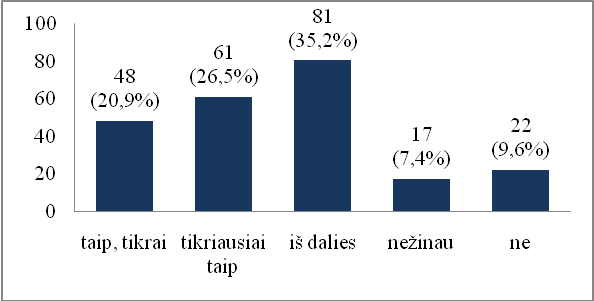 100
80
60
40
20
0
48
(20,9%)
61
(26,5%)
81
(35,2%)
17
(7,4%)
22
(9,6%)
taip, tikrai
tikriausiai
taip
iš dalies
nežinau
ne